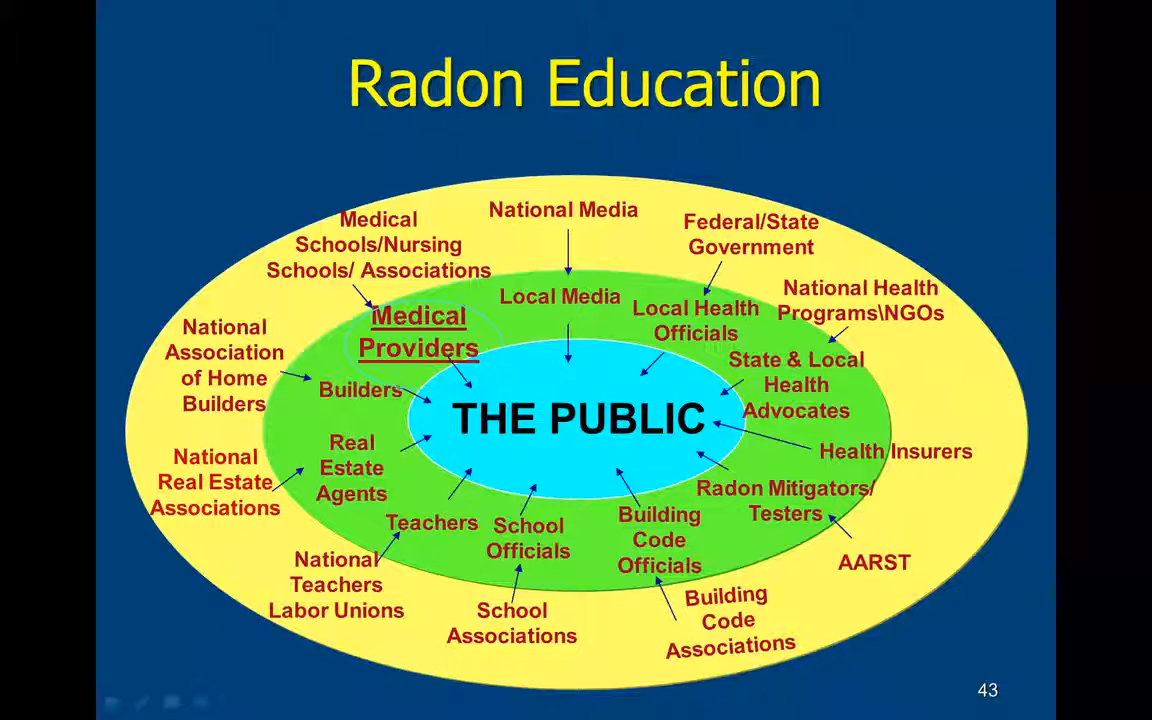 Radon Education
Medical
Schools/Nursing
Schools/ Associations
National Media
Federal/State
Government
National Health
Programs\NGOs
Local Media
Local Health
Officials
Medical
Providers
National
Association
of Home
Builders
Builders
State & Local
Health
Advocates
THE PUBLIC
Real
Estate
Agents
National
Real Estate
Associations
Health Insurers
Radon Mitigators/
Testers
Teachers
School
Officials
Building
Code
Officials
AARST
National
Teachers
Labor Unions
School
Associations
Building
Code
Associations
43